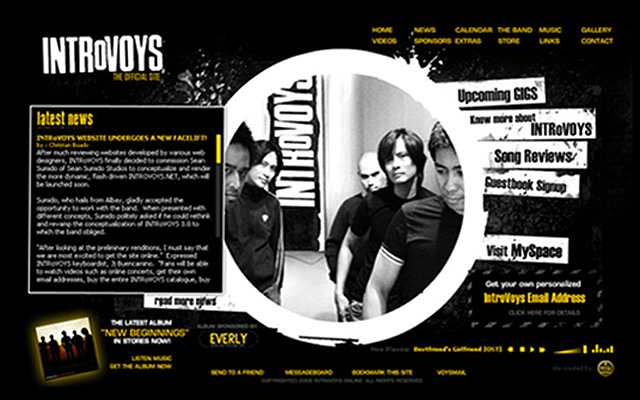 INTRoVOYS
THE OFFICIAL SITE
HOME NEWS CALENDAR THE BAND MUSIC GALLERY
VIDEOS SPONSORS EXTRAS STORE LINKS CONTACT
latest news
INTRoVOYS WEBSITE UNDERGOES A NEW FACELIFT!
by : Christian
After much reviewing websites developed by various web
designers, INTRoVOYS finally decided to commission Sean
Sumido of Sean Sumido Studios to conceptualize and render
the more dynamic, flash driven INTROVOYS.NET, which will
be launched soon.
Sumido, who hails from Albay, gladly accepted the
opportunity to work with the band. When presented with
different concepts, Sumido politely asked if he could rethink
and revamp the conceptualization of INTRoVOYS 3.0 to
which the band obliged.
"After looking at the preliminary renditions, I must say that
we are most excited to get the site online." Expressed
INTRoVOYS keyboardist, JJ Buencamino. "Fans will be able
to watch videos such as online concerts, get their own
email addresses, buy the entire INTRoVOYS catalogue, buy
read more news
INTRoVOYS
Upcoming GIGS
Know more about
INTRoVOYS
Song Reviews
Guestbook Signup
Visit MySpace
Get your own personalized
IntroVoys Email Address
CLICK HERE FOR DETAILS
THE LATEST ALBUM
"NEW BEGINNINGS"
IN STORES NOW!
LISTEN MUSIC
GET THE ALBUM NOW
ALBUM SPONSORED BY
EVERLY
Now Playing: Bestfriend's Girlfriend [0:57]
SEND TO A FRIEND MESSAGEBOARD BOOKMARK THIS SITE VOYSMAIL
COPYRIGHTED 2006 INTROVOYS ONLINE. ALL RIGHTS RESERVED.
site created by: